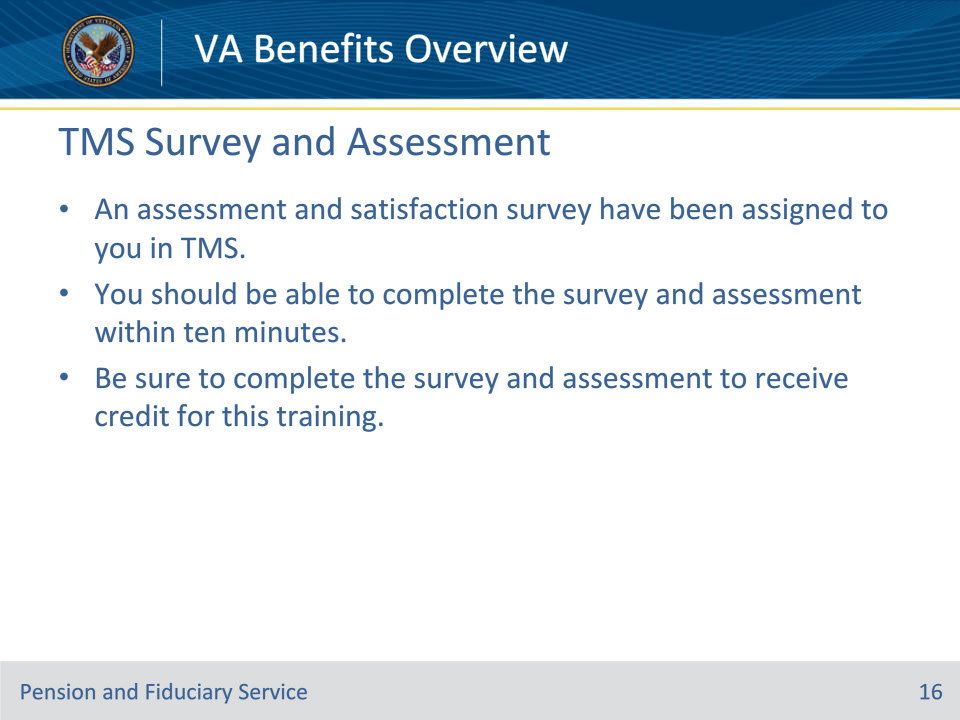 VA Benefits Overview
TMS Survey and Assessment
• An assessment and satisfaction survey have been assigned to
you in TMS.
• You should be able to complete the survey and assessment
within ten minutes.
• Be sure to complete the survey and assessment to receive
credit for this training.
Pension and Fiduciary Service
16